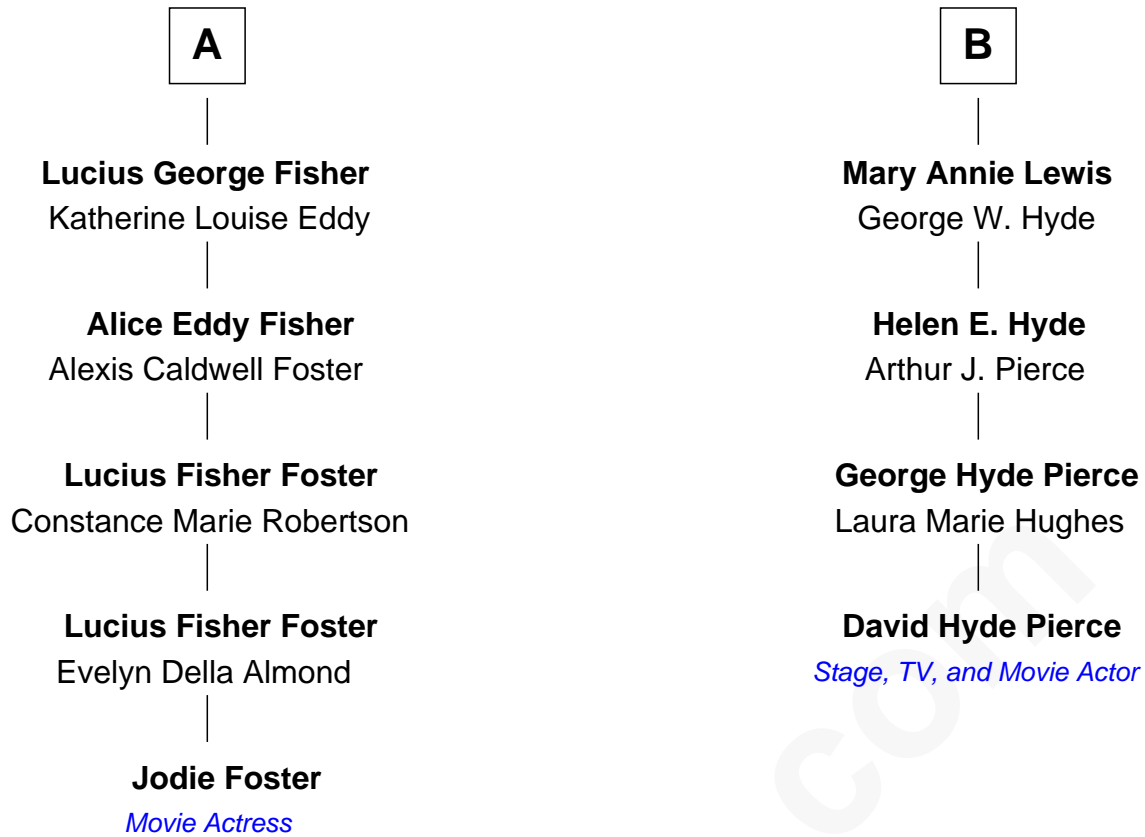 A
Lucius George Fisher
Katherine Louise Eddy
Alice Eddy Fisher
Alexis Caldwell Foster
Lucius Fisher Foster
Constance Marie Robertson
Lucius Fisher Foster
Evelyn Della Almond
Jodie Foster
Movie Actress
B
Mary Annie Lewis
George W. Hyde
Helen E. Hyde
Arthur J. Pierce
George Hyde Pierce
Laura Marie Hughes
David Hyde Pierce
Stage, TV, and Movie Actor
com